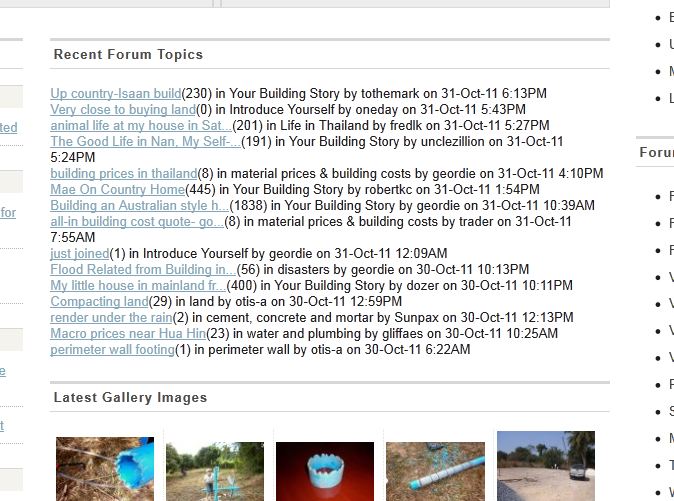 Recent Forum Topics
Up country-Isaan build(230) in Your Building Story by tothemark on 31-Oct-11 6:13PM
Very close to buying land(0) in Introduce Yourself by oneday on 31-Oct-11 5:43PM
animal life at my house in Sat...(201) in Life in Thailand by fredlk on 31-Oct-11 5:27PM
The Good Life in Nan, My Self-...(191) in Your Building Story by unclezillion on 31-Oct-11
5:24PM
building prices in thailand(8) in material prices & building costs by geordie on 31-Oct-11 4:10PM
Mae On Country Home(445) in Your Building Story by robertkc on 31-Oct-11 1:54PM
Building an Australian style h...(1838) in Your Building Story by geordie on 31-Oct-11 10:39AM
all-in building cost quote- go...(8) in material prices & building costs by trader on 31-Oct-11
7:55AM
just joined(1) in Introduce Yourself by geordie on 31-Oct-11 12:09AM
Flood Related from Building in...(56) in disasters by geordie on 30-Oct-11 10:13PM
My little house in mainland fr...(400) in Your Building Story by dozer on 30-Oct-11 10:11PM
Compacting land(29) in land by otis-a on 30-Oct-11 12:59PM
render under the rain(2) in cement, concrete and mortar by Sunpax on 30-Oct-11 12:13PM
Macro prices near Hua Hin(23) in water and plumbing by gliffaes on 30-Oct-11 10:25AM
perimeter wall footing(1) in perimeter wall by otis-a on 30-Oct-11 6:22AM
Latest Gallery Images
ted
for
e
t
Foru